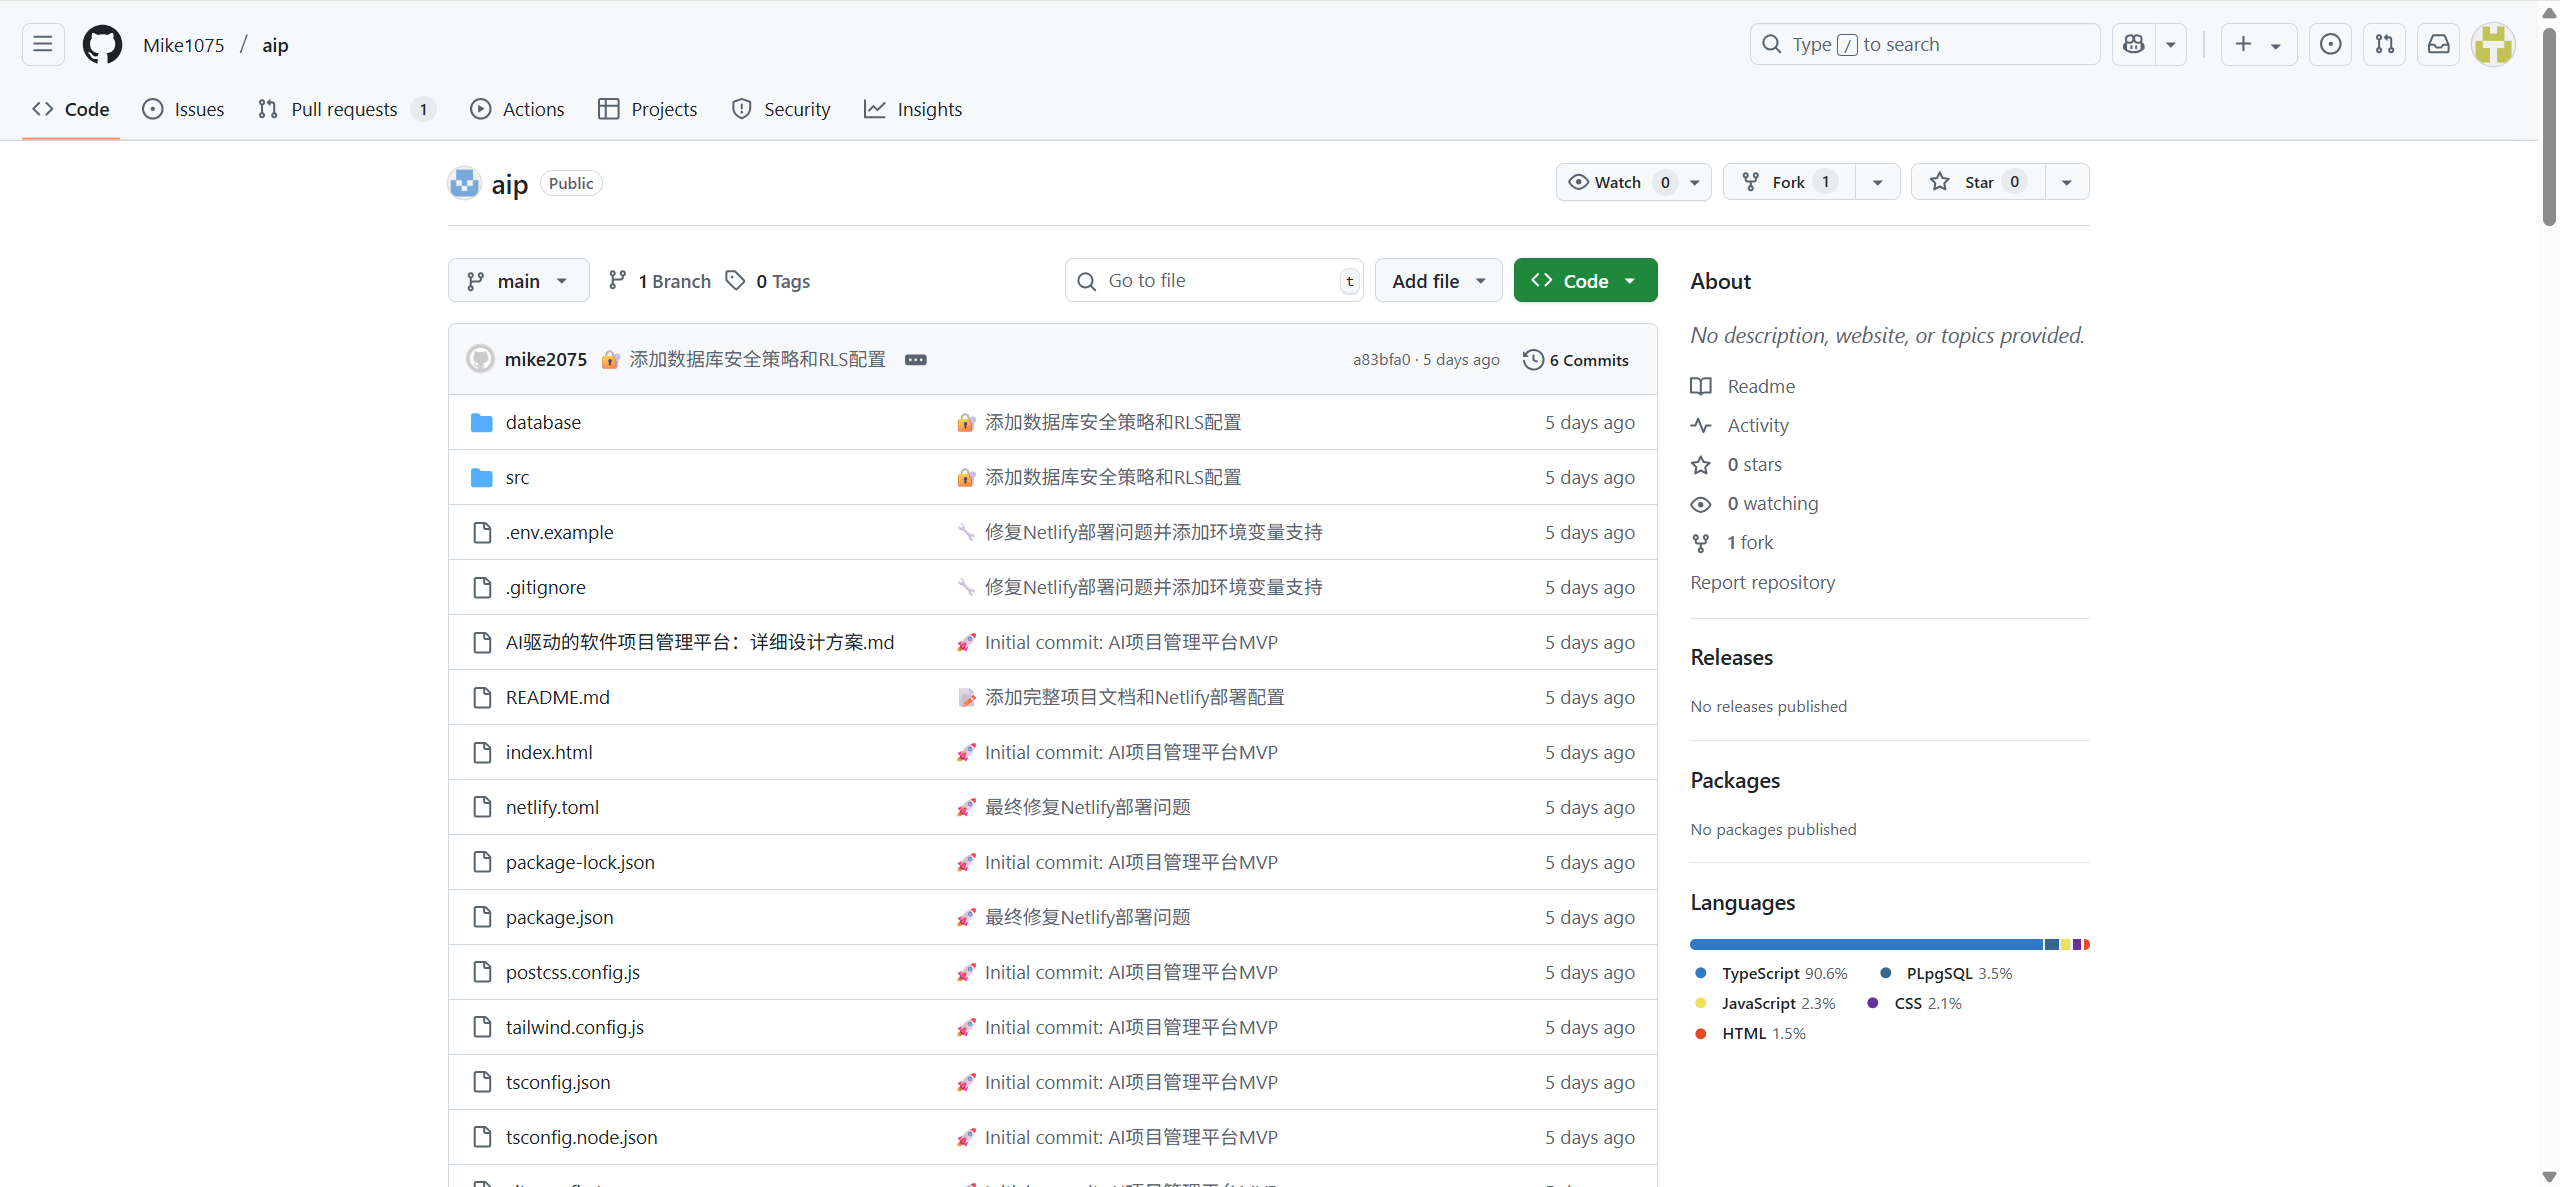 Mike1075 / aip
Type / to search
Code
Issues
Pull requests 1
Actions
Projects
Security
Insights
aip Public
Watch 0
Fork 1
Star 0
main
1 Branch
0 Tags
Go to file t
Add file
Code
mike2075 添加数据库安全策略和RLS配置
a83bfa0 · 5 days ago
6 Commits
database 添加数据库安全策略和RLS配置 5 days ago
src 添加数据库安全策略和RLS配置 5 days ago
.env.example 修复Netlify部署问题并添加环境变量支持 5 days ago
.gitignore 修复Netlify部署问题并添加环境变量支持 5 days ago
AI驱动的软件项目管理平台：详细设计方案.md Initial commit: AI项目管理平台MVP 5 days ago
README.md 添加完整项目文档和Netlify部署配置 5 days ago
index.html Initial commit: AI项目管理平台MVP 5 days ago
netlify.toml 最终修复Netlify部署问题 5 days ago
package-lock.json Initial commit: AI项目管理平台MVP 5 days ago
package.json 最终修复Netlify部署问题 5 days ago
postcss.config.js Initial commit: AI项目管理平台MVP 5 days ago
tailwind.config.js Initial commit: AI项目管理平台MVP 5 days ago
tsconfig.json Initial commit: AI项目管理平台MVP 5 days ago
tsconfig.node.json Initial commit: AI项目管理平台MVP 5 days ago
About
No description, website, or topics provided.
Readme
Activity
0 stars
0 watching
1 fork
Report repository
Releases
No releases published
Packages
No packages published
Languages
TypeScript 90.6% PLpgSQL 3.5%
JavaScript 2.3% CSS 2.1%
HTML 1.5%